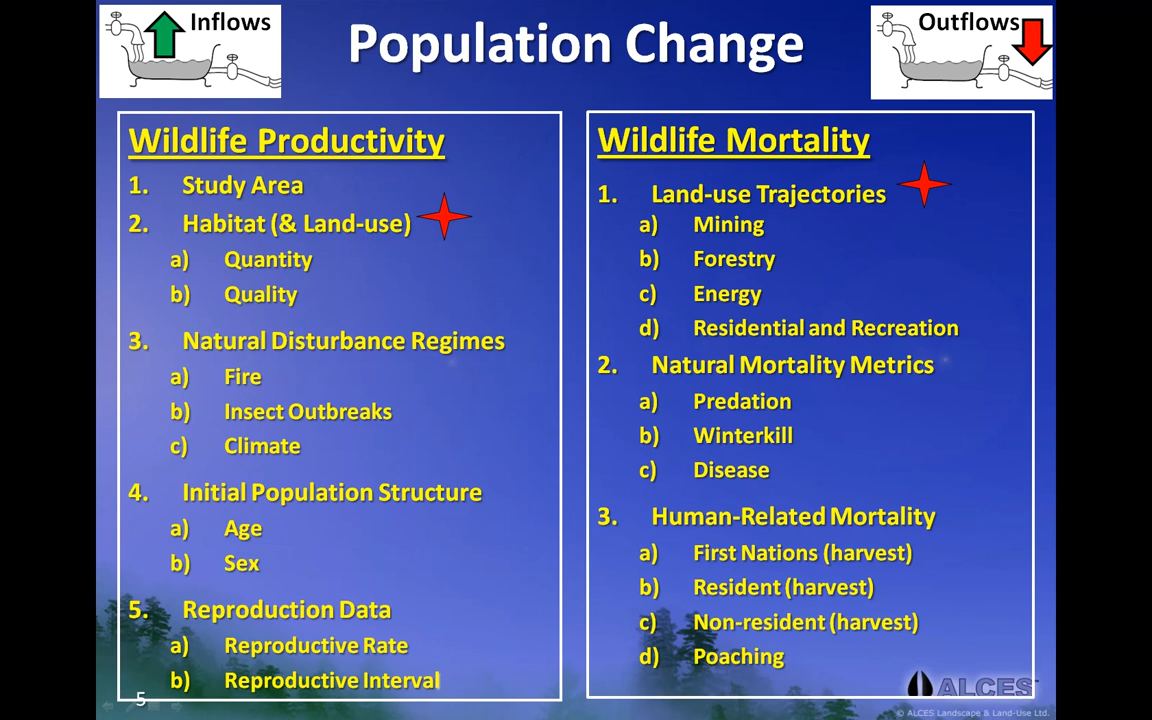 Inflows
Population Change
Outflows
Wildlife Productivity
1. Study Area
2. Habitat (& Land-use)
a) Quantity
b) Quality
3. Natural Disturbance Regimes
a) Fire
b) Insect Outbreaks
c) Climate
4. Initial Population Structure
a) Age
b) Sex
5. Reproduction Data
a) Reproductive Rate
b) Reproductive Interval
Wildlife Mortality
1. Land-use Trajectories
a) Mining
b) Forestry
c) Energy
d) Residential and Recreation
2. Natural Mortality Metrics
a) Predation
b) Winterkill
c) Disease
3. Human-Related Mortality
a) First Nations (harvest)
b) Resident (harvest)
c) Non-resident (harvest)
d) Poaching
5
ALCES™
© ALCES Landscape & Land-Use Ltd.